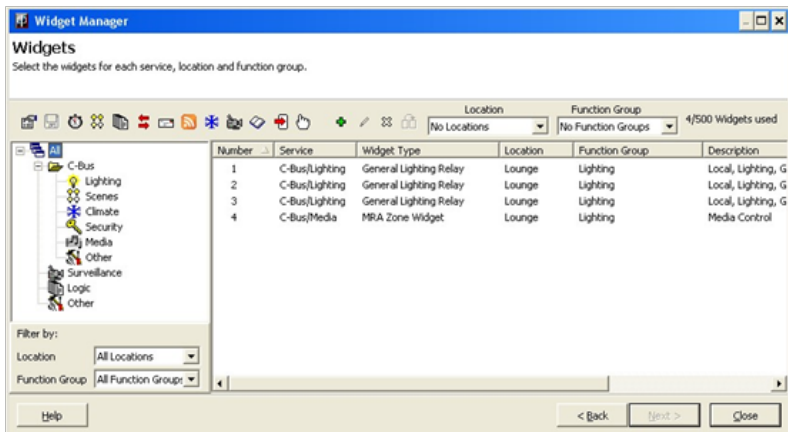 Widget Manager
Widgets
Select the widgets for each service, location and function group.
Location
Function Group
No Locations
No Function Groups
4/500 Widgets used
All
C-Bus
Lighting
Scenes
Climate
Security
Media
Other
Surveillance
Logic
Other
Number Service Widget Type Location Function Group Description
1 C-Bus/Lighting General Lighting Relay Lounge Lighting Local, Lighting, G
2 C-Bus/Lighting General Lighting Relay Lounge Lighting Local, Lighting, G
3 C-Bus/Lighting General Lighting Relay Lounge Lighting Local, Lighting, G
4 C-Bus/Media MRA Zone Widget Lounge Lighting Media Control
Filter by:
Location All Locations
Function Group All Function Groups
Help
< Back
Next >
Close